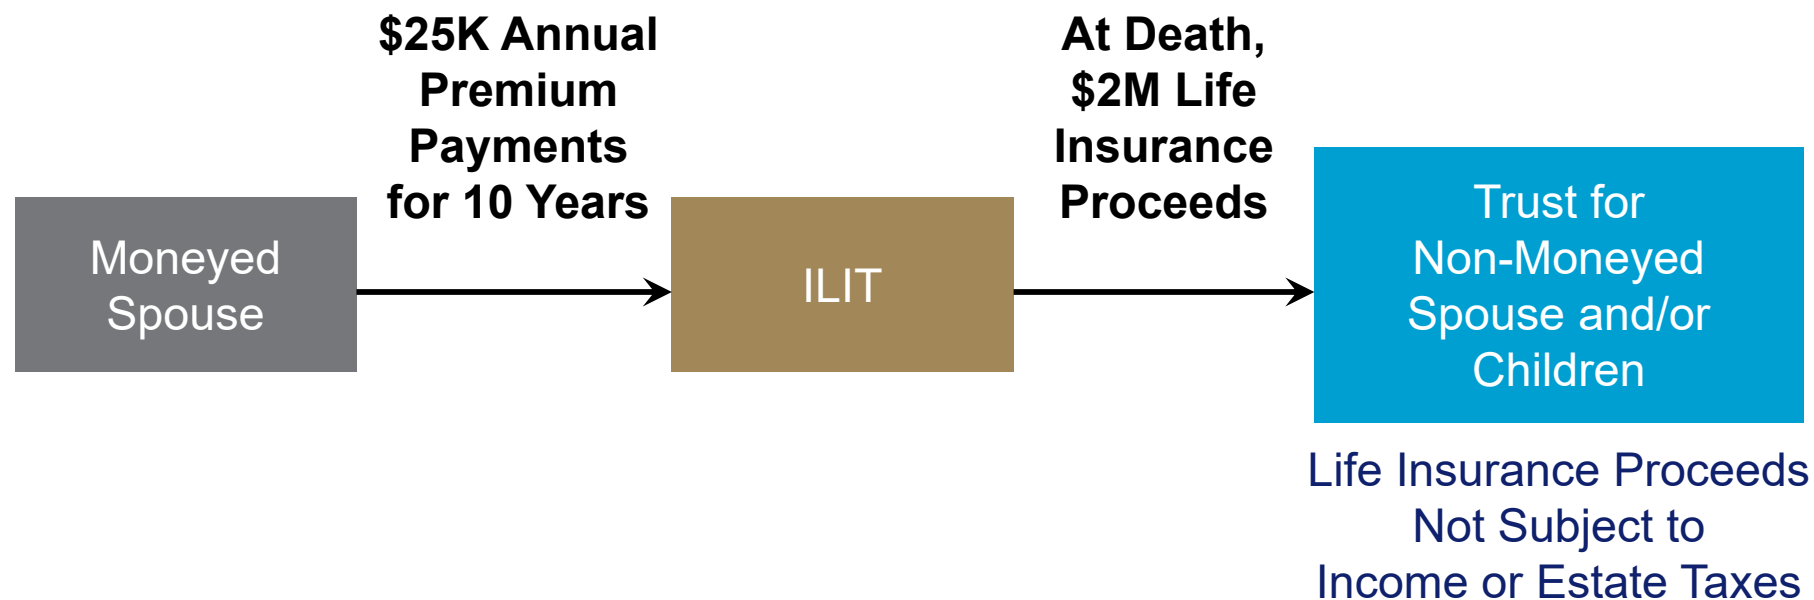 $25K Annual
Premium
Payments
for 10 Years
At Death,
$2M Life
Insurance
Proceeds
Moneyed
Spouse
ILIT
Trust for
Non-Moneyed
Spouse and/or
Children
Life Insurance Proceeds
Not Subject to
Income or Estate Taxes